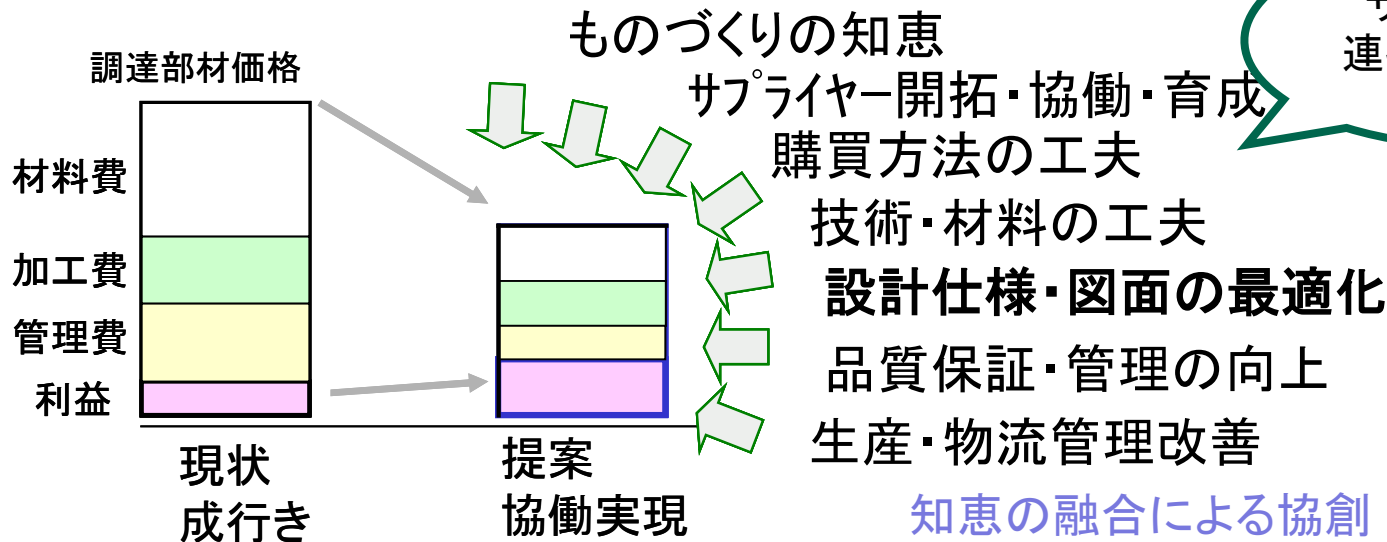 ものづくりの知恵
サプライヤー開拓・協働・育成
購買方法の工夫
技術・材料の工夫
設計仕様・図面の最適化
品質保証・管理の向上
生産・物流管理改善
知恵の融合による協創
調達部材価格
材料費
加工費
管理費
利益
現状
成行き
提案
協働実現
連